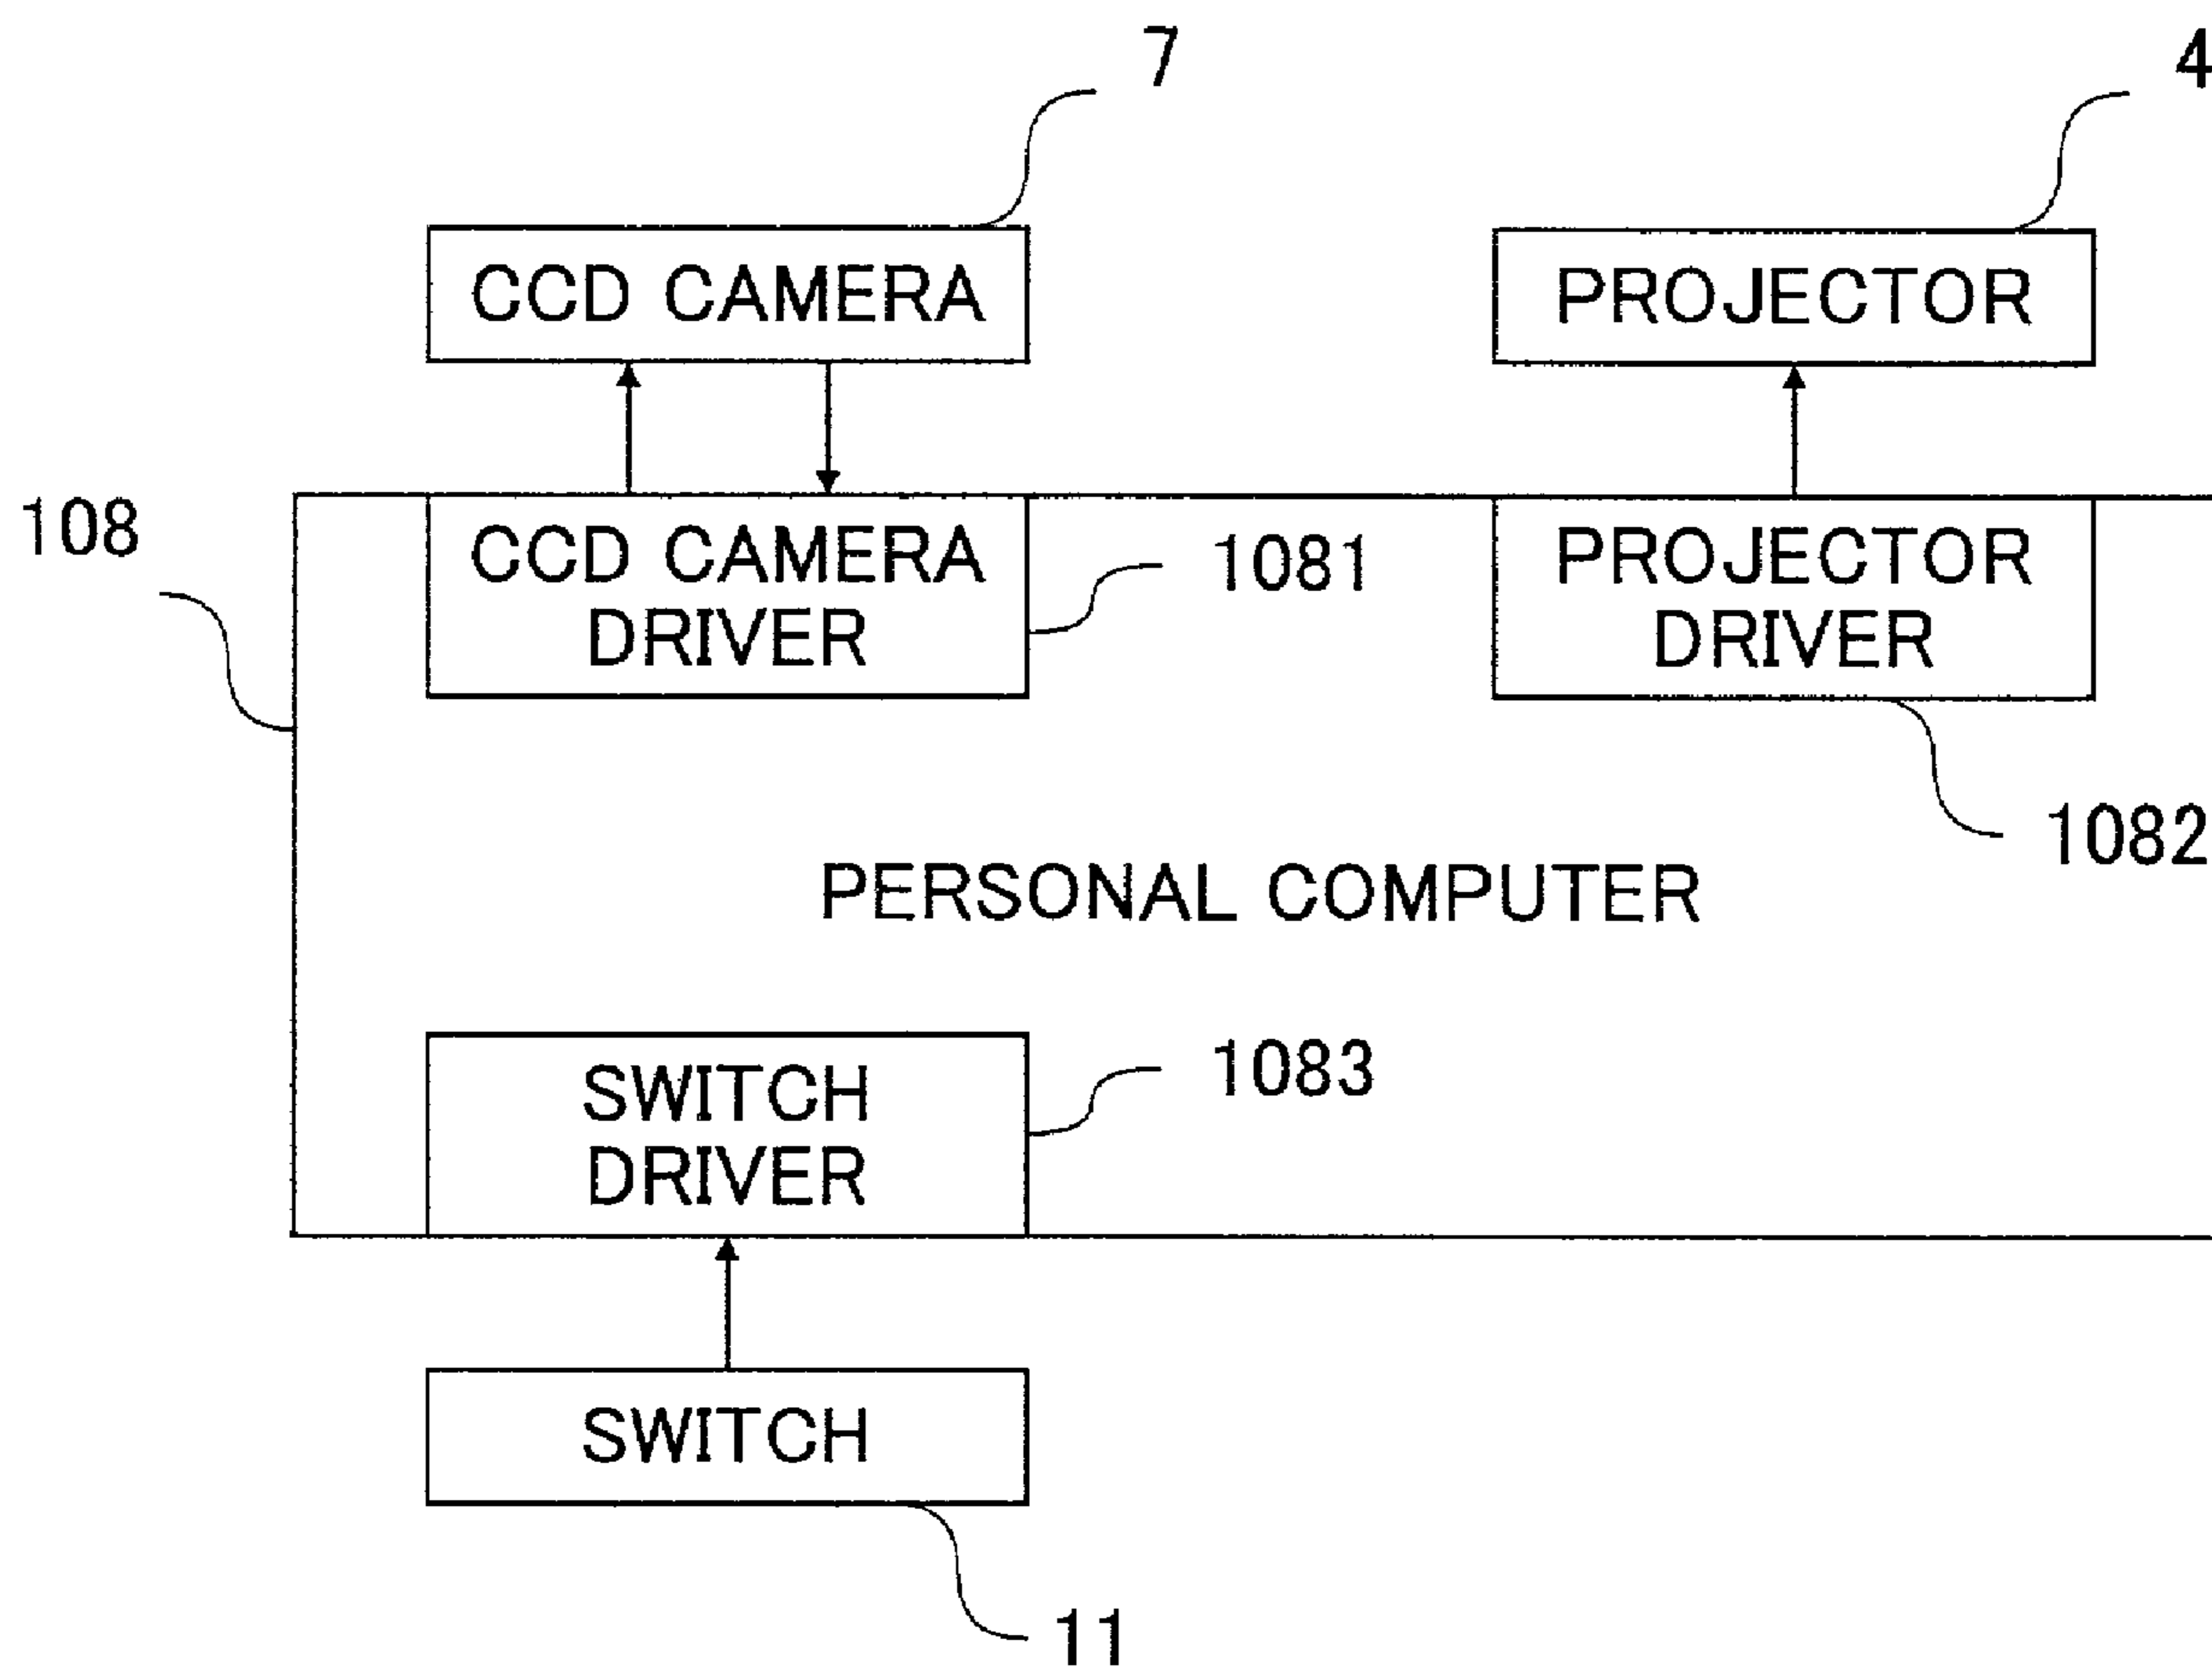 7
4
CCD CAMERA
PROJECTOR
108
CCD CAMERA
DRIVER
1081
PROJECTOR
DRIVER
1082
PERSONAL COMPUTER
SWITCH
DRIVER
1083
SWITCH
11